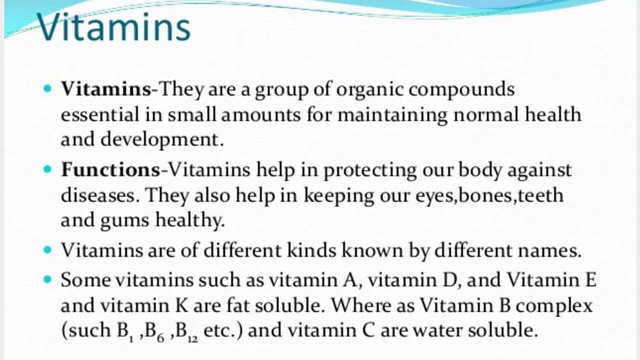 Vitamins
• Vitamins-They are a group of organic compounds
essential in small amounts for maintaining normal health
and development.
• Functions-Vitamins help in protecting our body against
diseases. They also help in keeping our eyes,bones,teeth
and gums healthy.
• Vitamins are of different kinds known by different names.
• Some vitamins such as vitamin A, vitamin D, and Vitamin E
and vitamin K are fat soluble. Where as Vitamin B complex
(such B₁ ,B₆ ,B₁₂ etc.) and vitamin C are water soluble.